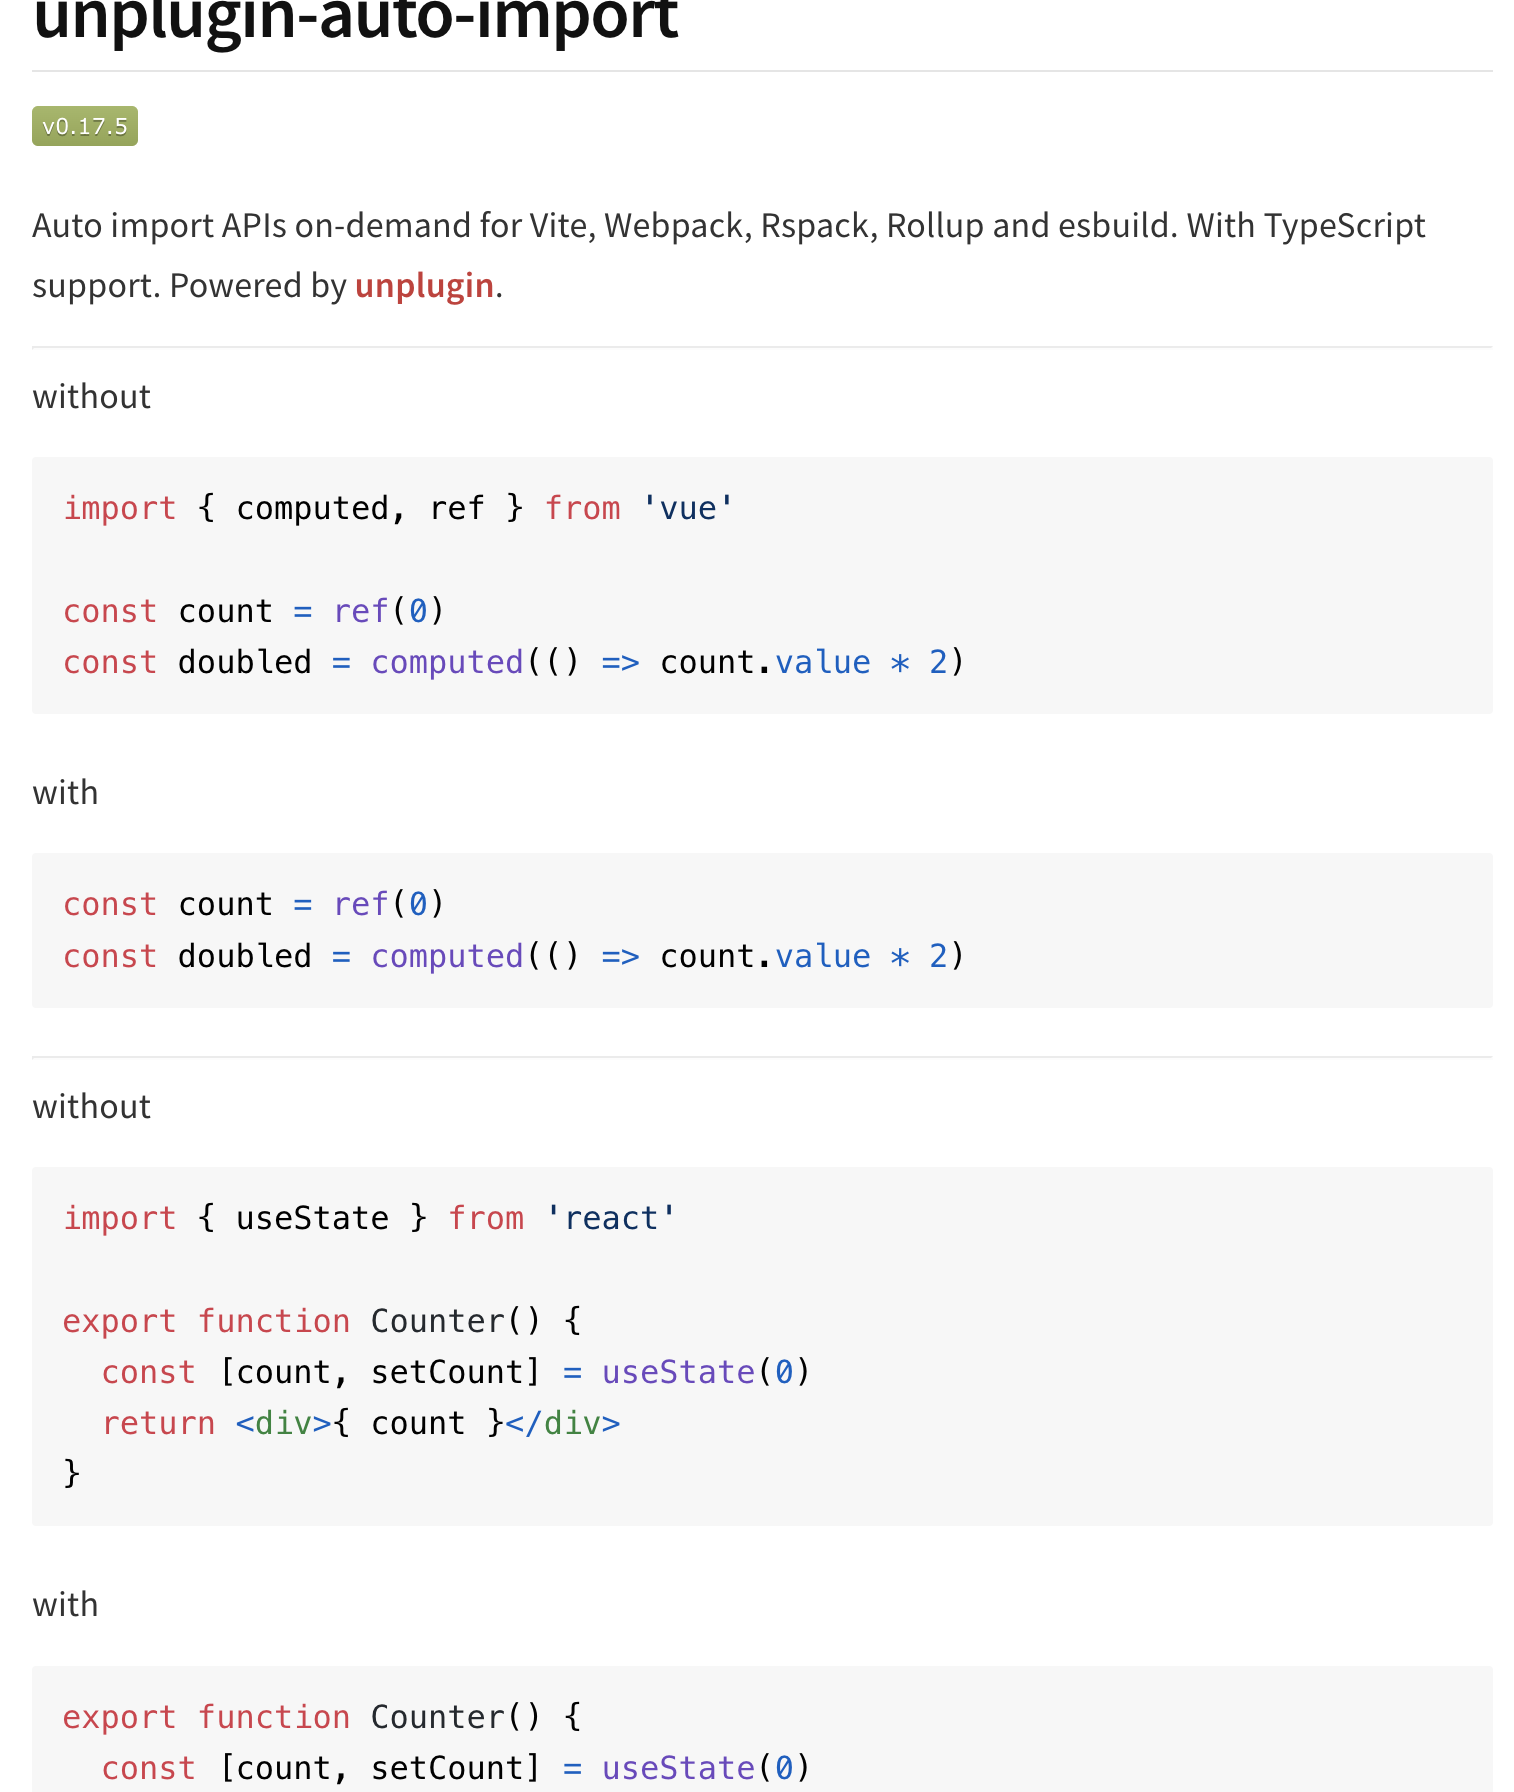 unplugin-auto-import
v0.17.5
Auto import APIs on-demand for Vite, Webpack, Rspack, Rollup and esbuild. With TypeScript
support. Powered by unplugin.
without
import { computed, ref } from 'vue'
const count = ref(0)
const doubled = computed(() => count.value * 2)
with
const count = ref(0)
const doubled = computed(() => count.value * 2)
without
import { useState } from 'react'
export function Counter() {
  const [count, setCount] = useState(0)
  return <div>{ count }</div>
}
with
export function Counter() {
  const [count, setCount] = useState(0)